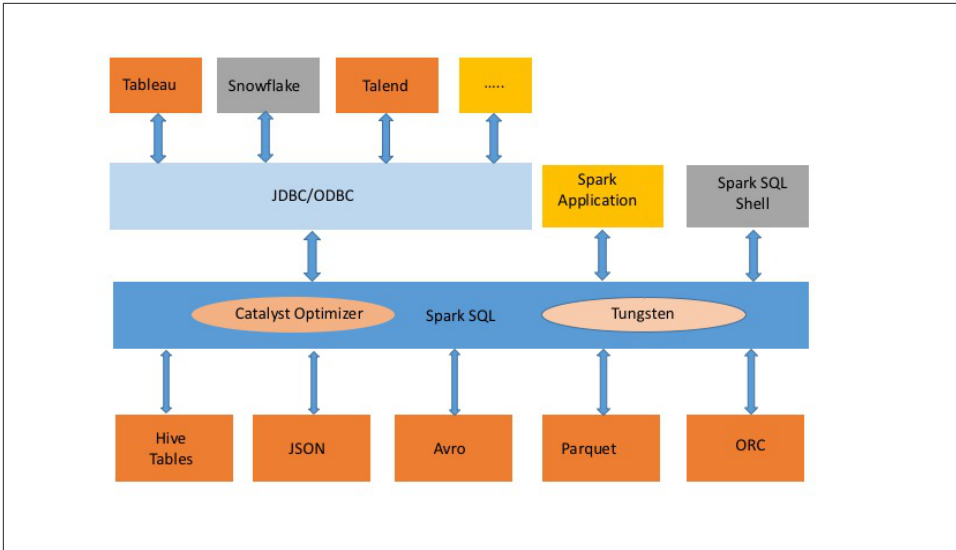 Tableau
Snowflake
Talend
.....
JDBC/ODBC
Spark
Application
Spark SQL
Shell
Catalyst Optimizer
Spark SQL
Tungsten
Hive
Tables
JSON
Avro
Parquet
ORC